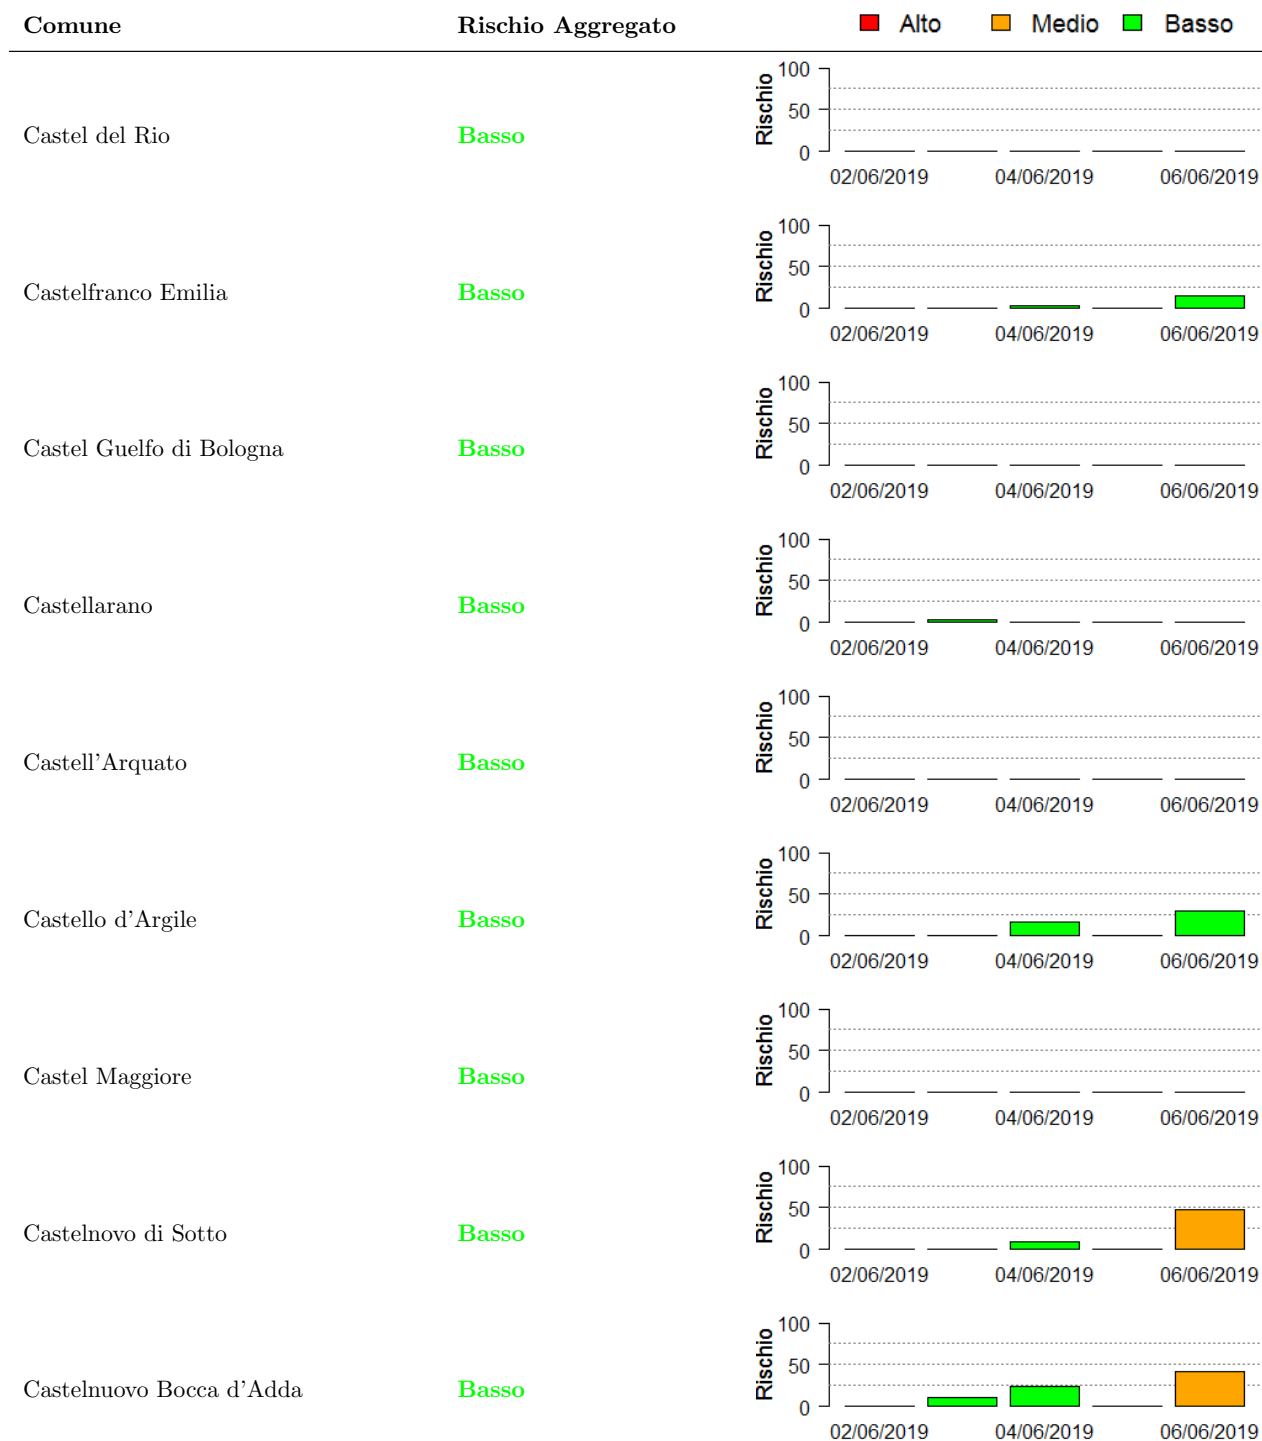 Comune Rischio Aggregato Alto Medio Basso
Castel del Rio Basso
Rischio
100
50
0
02/06/2019 04/06/2019 06/06/2019
Castelfranco Emilia Basso
Rischio
100
50
0
02/06/2019 04/06/2019 06/06/2019
Castel Guelfo di Bologna Basso
Rischio
100
50
0
02/06/2019 04/06/2019 06/06/2019
Castellarano Basso
Rischio
100
50
0
02/06/2019 04/06/2019 06/06/2019
Castell'Arquato Basso
Rischio
100
50
0
02/06/2019 04/06/2019 06/06/2019
Castello d'Argile Basso
Rischio
100
50
0
02/06/2019 04/06/2019 06/06/2019
Castel Maggiore Basso
Rischio
100
50
0
02/06/2019 04/06/2019 06/06/2019
Castelnovo di Sotto Basso
Rischio
100
50
0
02/06/2019 04/06/2019 06/06/2019
Castelnuovo Bocca d'Adda Basso
Rischio
100
50
0
02/06/2019 04/06/2019 06/06/2019